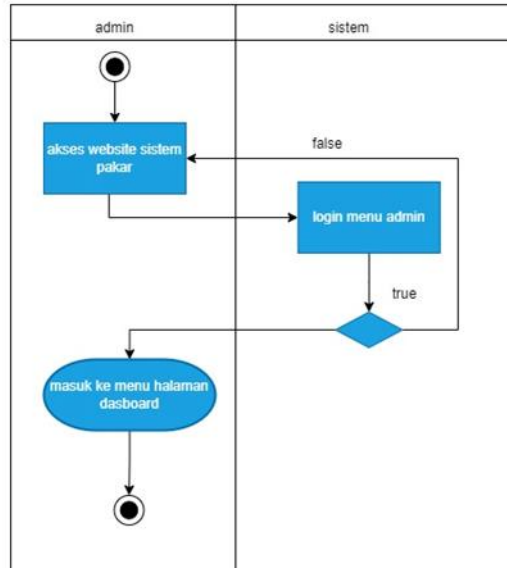 admin
sistem
akses website sistem
pakar
false
login menu admin
true
masuk ke menu halaman
dasboard